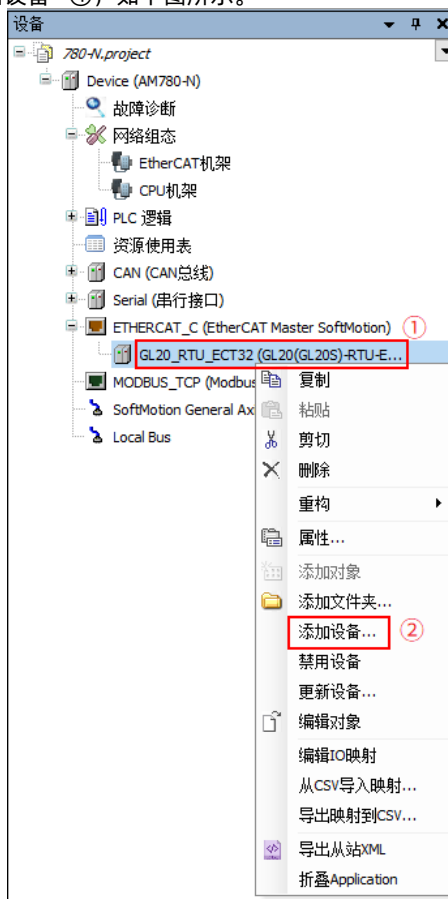 设备
780-N.project
Device (AM780-N)
故障诊断
网络组态
EtherCAT机架
CPU机架
PLC 逻辑
资源使用表
CAN (CAN总线)
Serial (串行接口)
ETHERCAT_C (EtherCAT Master SoftMotion) ①
GL20_RTU_ECT32 (GL20(GL20S)-RTU-E...
MODBUS_TCP (Modbus
SoftMotion General Ax
Local Bus
复制
粘贴
剪切
删除
重构
属性...
添加对象
添加文件夹...
添加设备... ②
禁用设备
更新设备...
编辑对象
编辑IO映射
从CSV导入映射...
导出映射到CSV...
导出从站XML
折叠Application